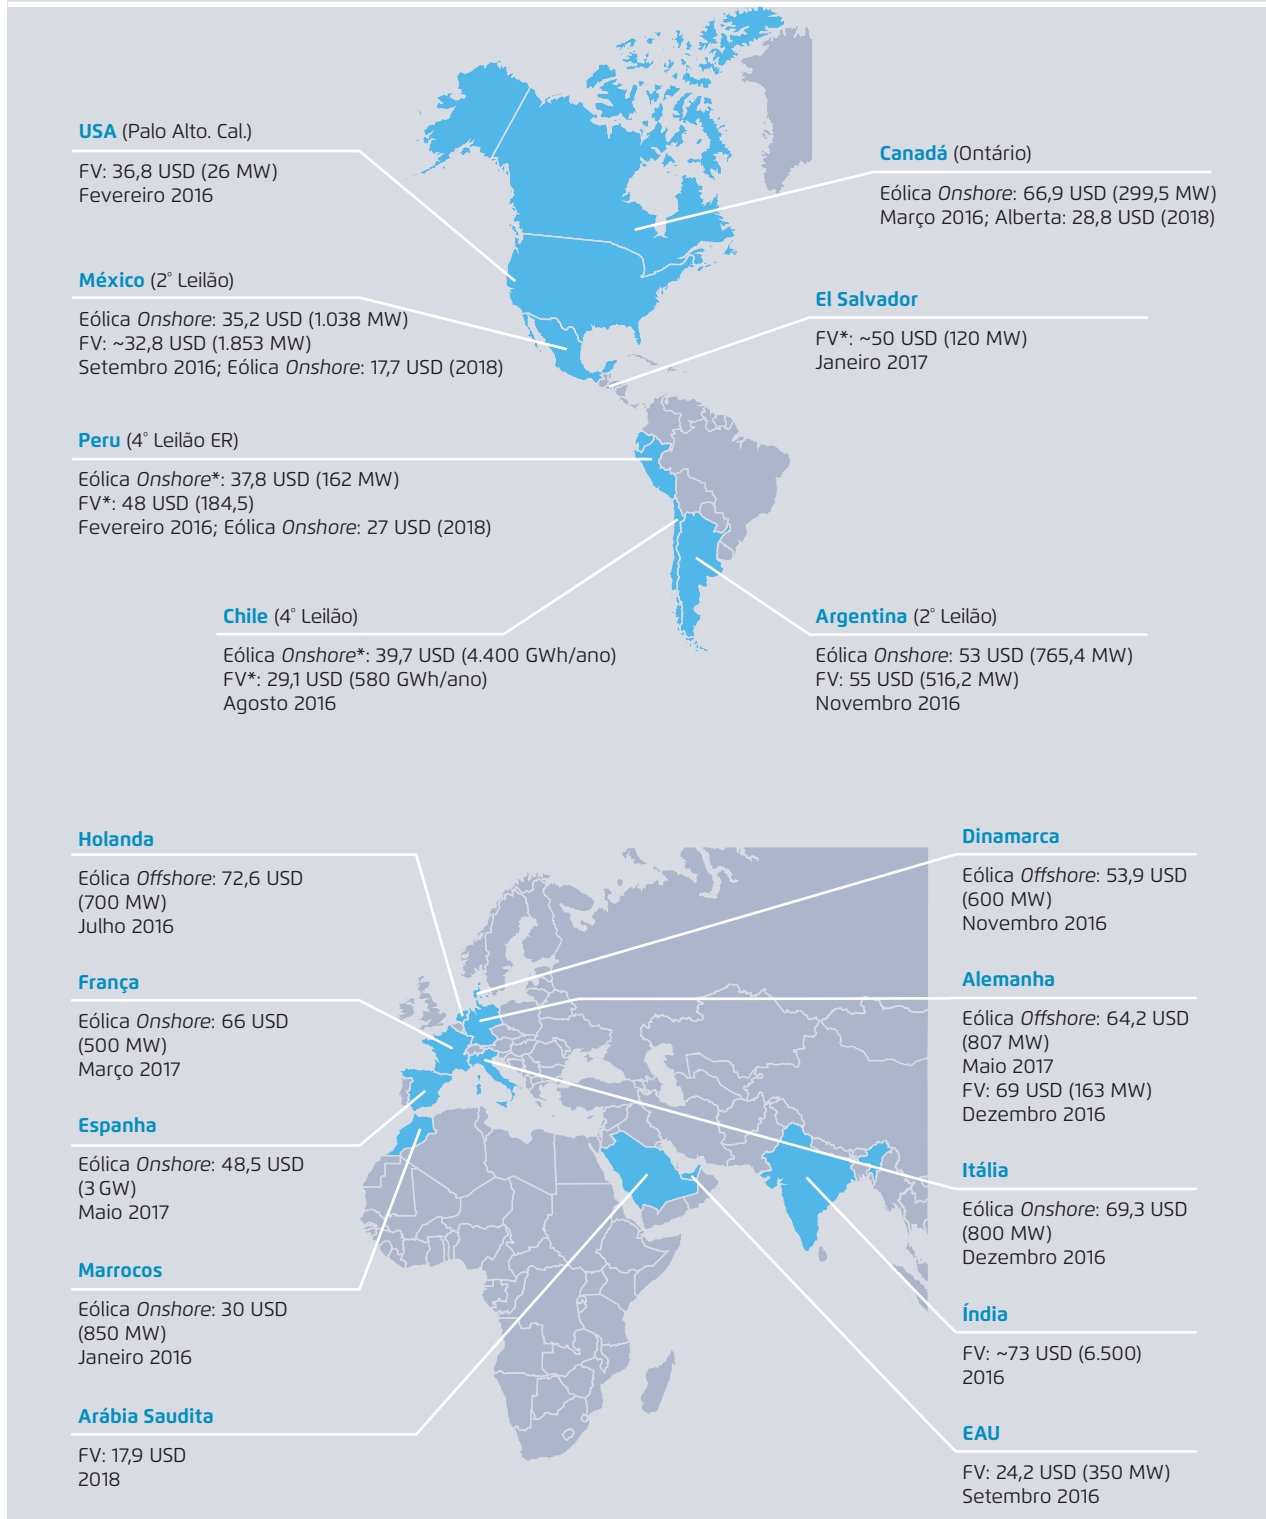 USA (Palo Alto. Cal.)
FV: 36,8 USD (26 MW)
Fevereiro 2016
Canadá (Ontário)
Eólica Onshore: 66,9 USD (299,5 MW)
Março 2016; Alberta: 28,8 USD (2018)
México (2° Leilão)
Eólica Onshore: 35,2 USD (1.038 MW)
FV: ~32,8 USD (1.853 MW)
Setembro 2016; Eólica Onshore: 17,7 USD (2018)
El Salvador
FV*: ~50 USD (120 MW)
Janeiro 2017
Peru (4° Leilão ER)
Eólica Onshore*: 37,8 USD (162 MW)
FV*: 48 USD (184,5)
Fevereiro 2016; Eólica Onshore: 27 USD (2018)
Chile (4° Leilão)
Eólica Onshore*: 39,7 USD (4.400 GWh/ano)
FV*: 29,1 USD (580 GWh/ano)
Agosto 2016
Argentina (2° Leilão)
Eólica Onshore: 53 USD (765,4 MW)
FV: 55 USD (516,2 MW)
Novembro 2016
Holanda
Eólica Offshore: 72,6 USD
(700 MW)
Julho 2016
França
Eólica Onshore: 66 USD
(500 MW)
Março 2017
Espanha
Eólica Onshore: 48,5 USD
(3 GW)
Maio 2017
Marrocos
Eólica Onshore: 30 USD
(850 MW)
Janeiro 2016
Arábia Saudita
FV: 17,9 USD
2018
Dinamarca
Eólica Offshore: 53,9 USD
(600 MW)
Novembro 2016
Alemanha
Eólica Offshore: 64,2 USD
(807 MW)
Maio 2017
FV: 69 USD (163 MW)
Dezembro 2016
Itália
Eólica Onshore: 69,3 USD
(800 MW)
Dezembro 2016
Índia
FV: ~73 USD (6.500)
2016
EAU
FV: 24,2 USD (350 MW)
Setembro 2016